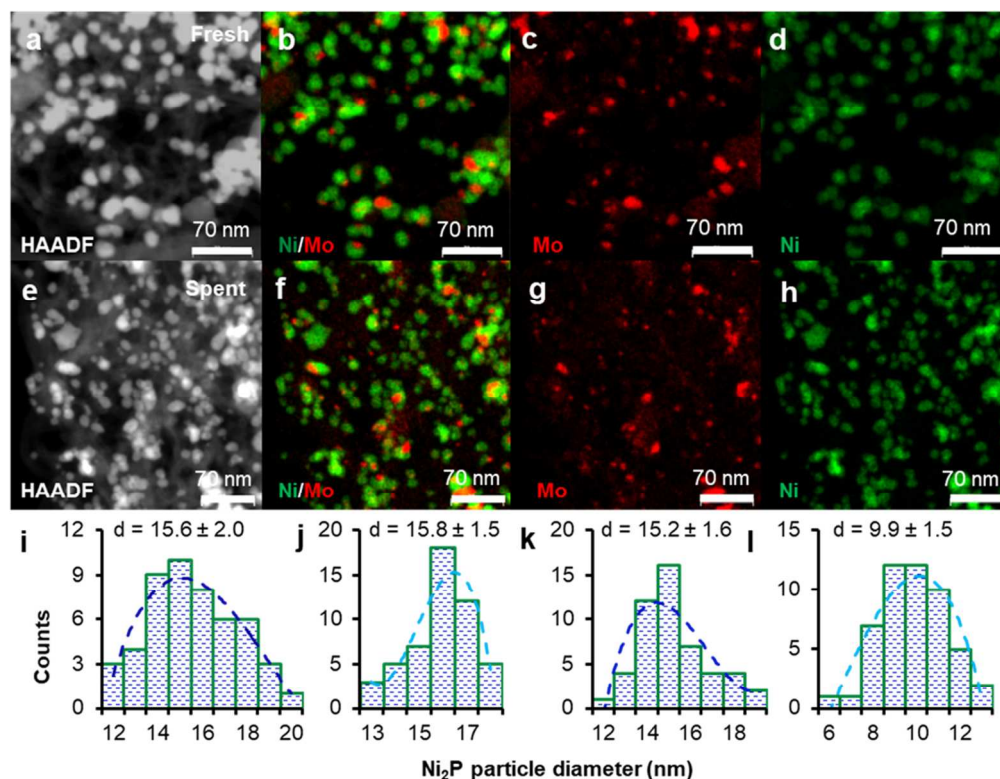 a Fresh b c d
HAADF 70 nm Ni/Mo 70 nm Mo 70 nm Ni 70 nm
e Spent f g h
HAADF 70 nm Ni/Mo 70 nm Mo 70 nm Ni 70 nm
i d = 15.6 ± 2.0 j d = 15.8 ± 1.5 k d = 15.2 ± 1.6 l d = 9.9 ± 1.5
12 20 20 15
9 15 15
10
6 10 10
5
3 5 5
0 0 0 0
Counts
12 14 16 18 20 13 15 17 12 14 16 18 6 8 10 12
Ni₂P particle diameter (nm)